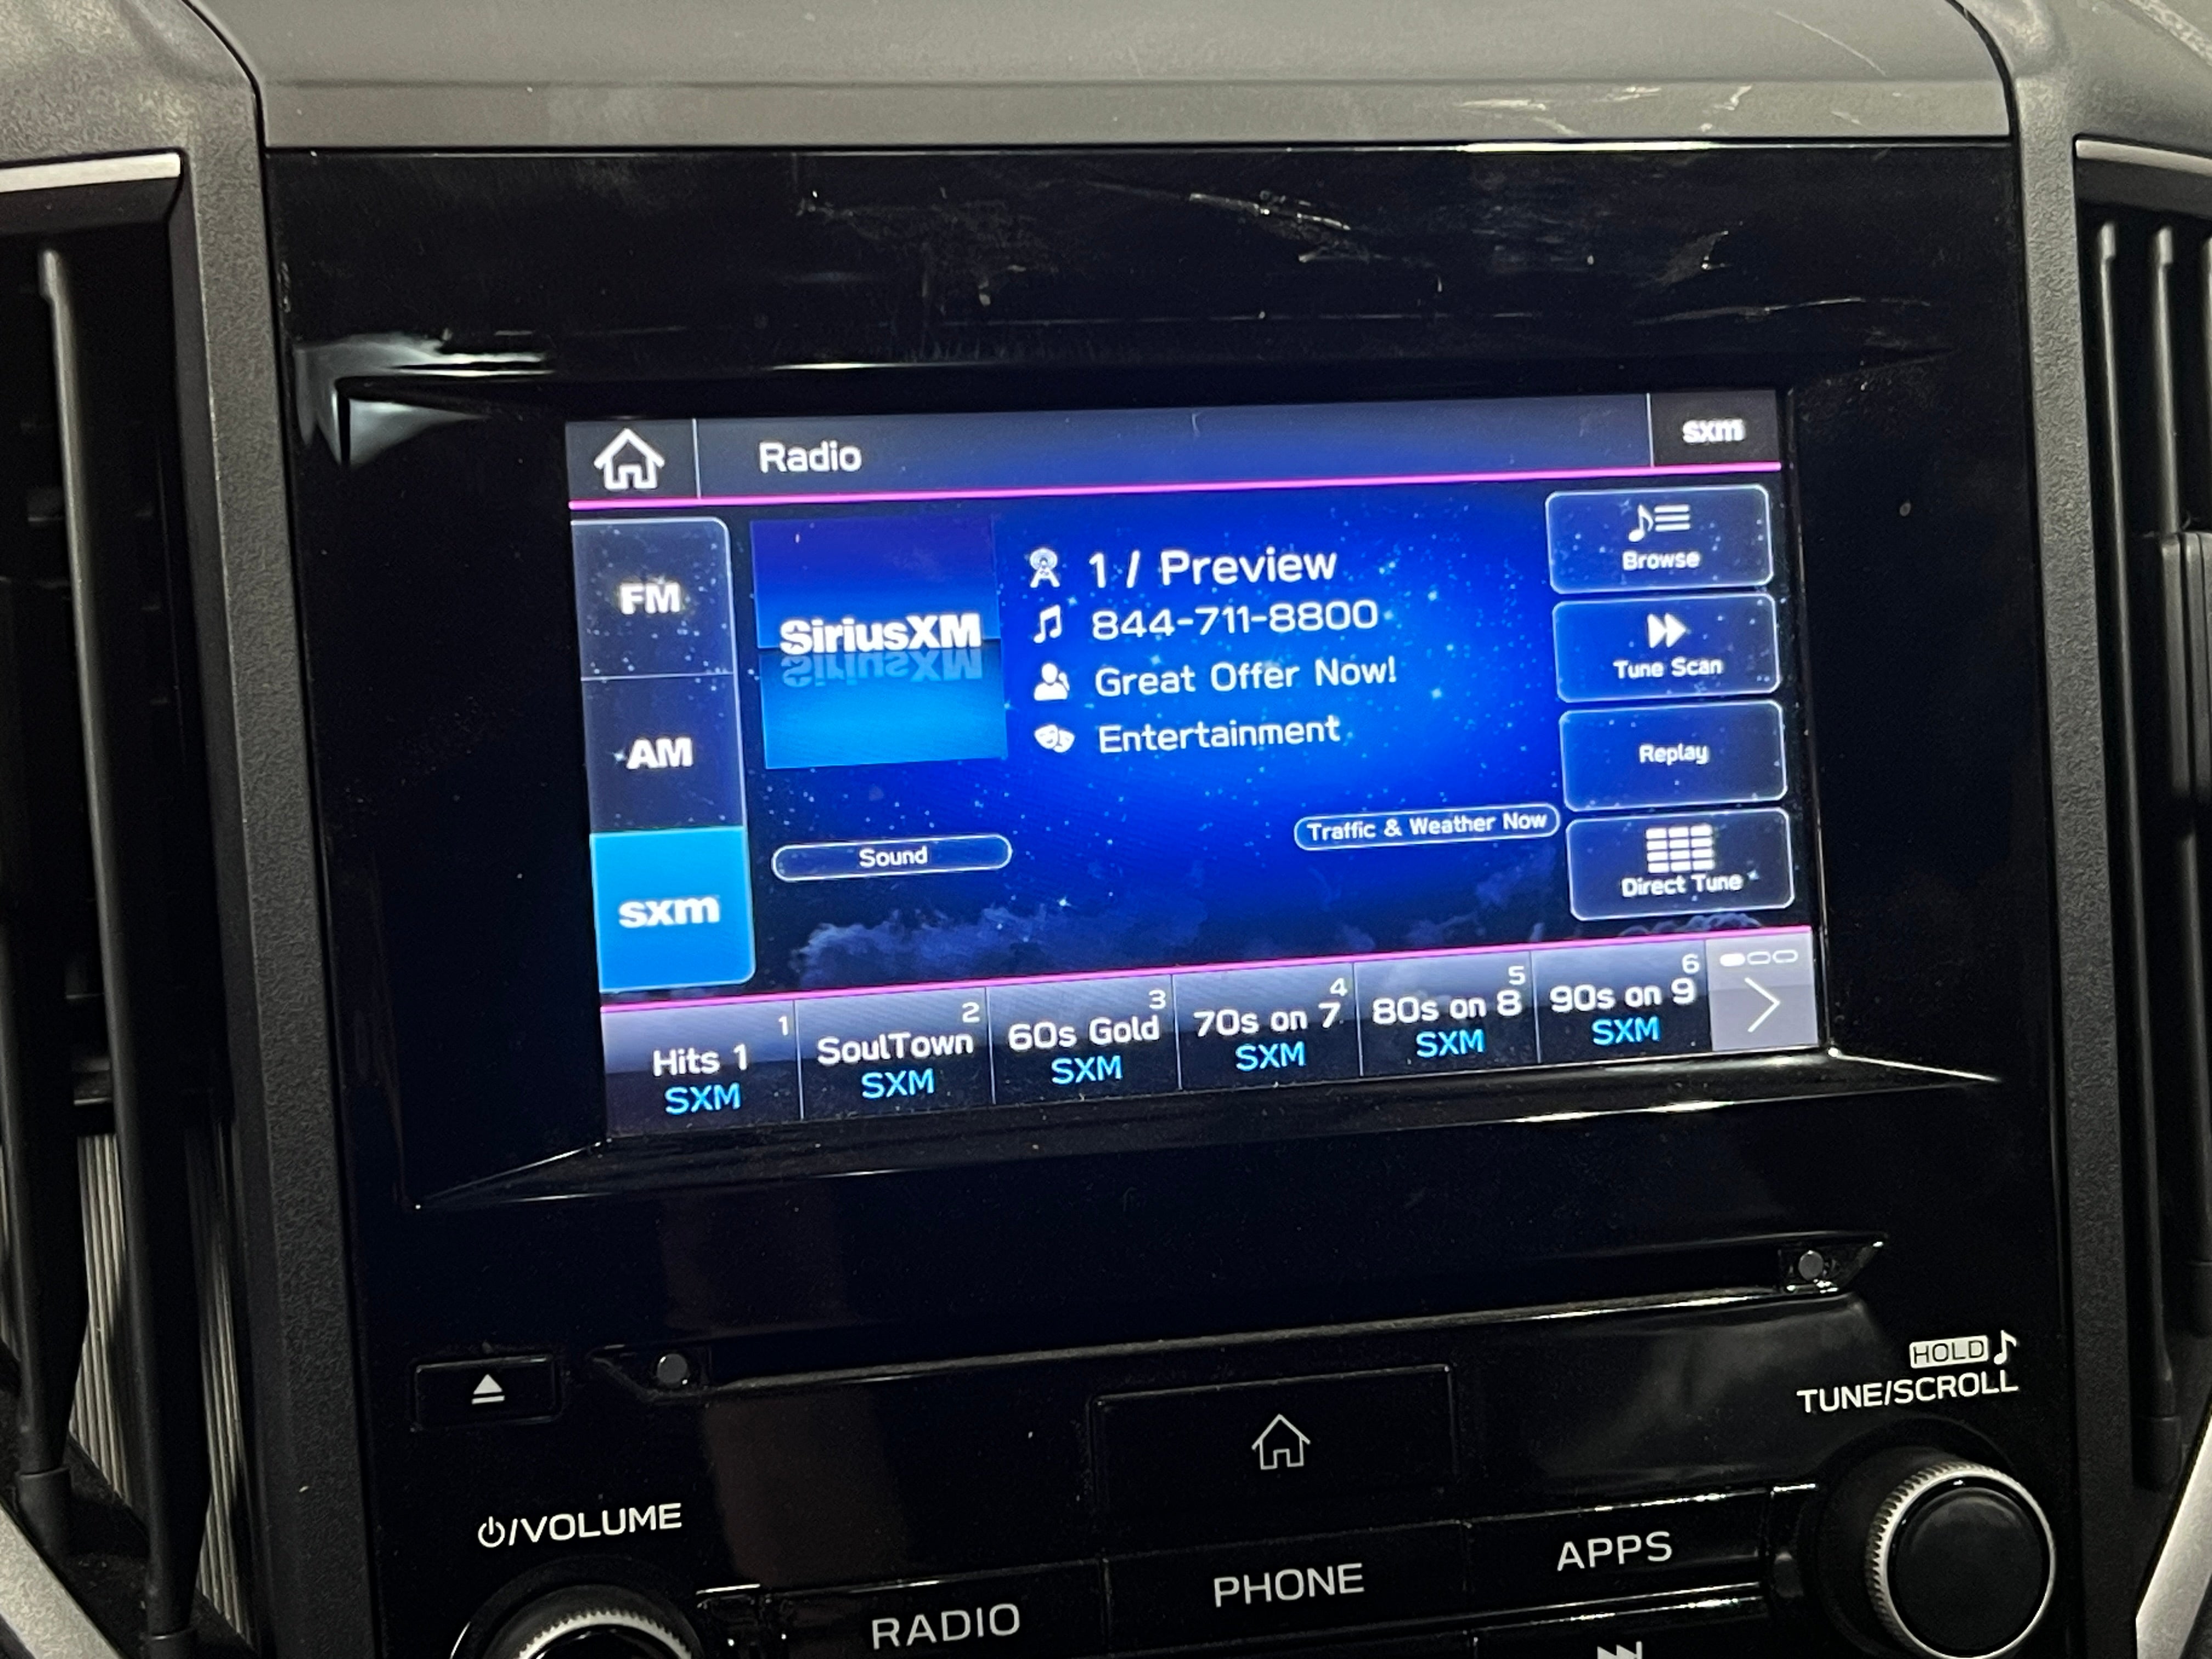 Radio
sxm
FM
AM
sxm
SiriusXM
1 / Preview
844-711-8800
Great Offer Now!
Entertainment
Browse
Tune Scan
Replay
Direct Tune
Sound
Traffic & Weather Now
1
Hits 1
SXM
2
SoulTown
SXM
3
60s Gold
SXM
4
70s on 7
SXM
5
80s on 8
SXM
6
90s on 9
SXM
HOLD
TUNE/SCROLL
/VOLUME
RADIO
PHONE
APPS